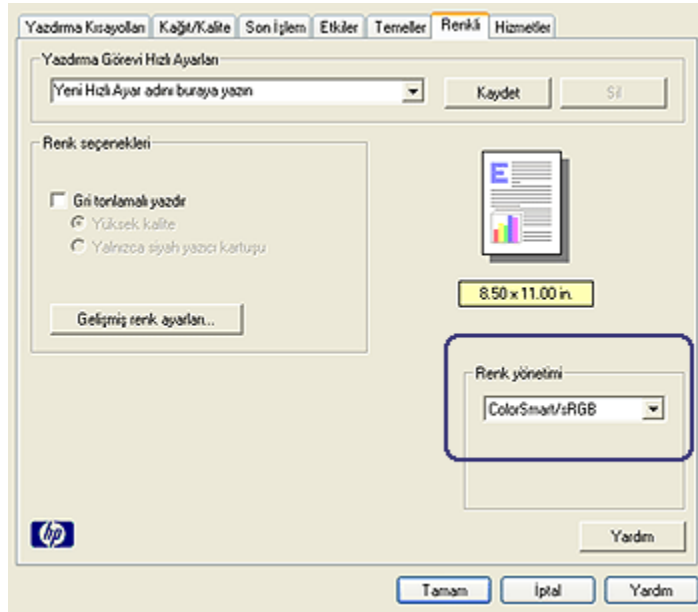 Yazdırma Kısayolları Kağıt/Kalite Son İşlem Etkiler Temeller Renkli Hizmetler
Yazdırma Görevi Hızlı Ayarları
Yeni Hızlı Ayar adını buraya yazın Kaydet Sil
Renk seçenekleri
E
Gri tonlamalı yazdır
Yüksek kalite
Yalnızca siyah yazıcı kartuşu
8.50 x 11.00 in.
Gelişmiş renk ayarları...
Renk yönetimi
ColorSmart/sRGB
hp
Yardım
Tamam İptal Yardım